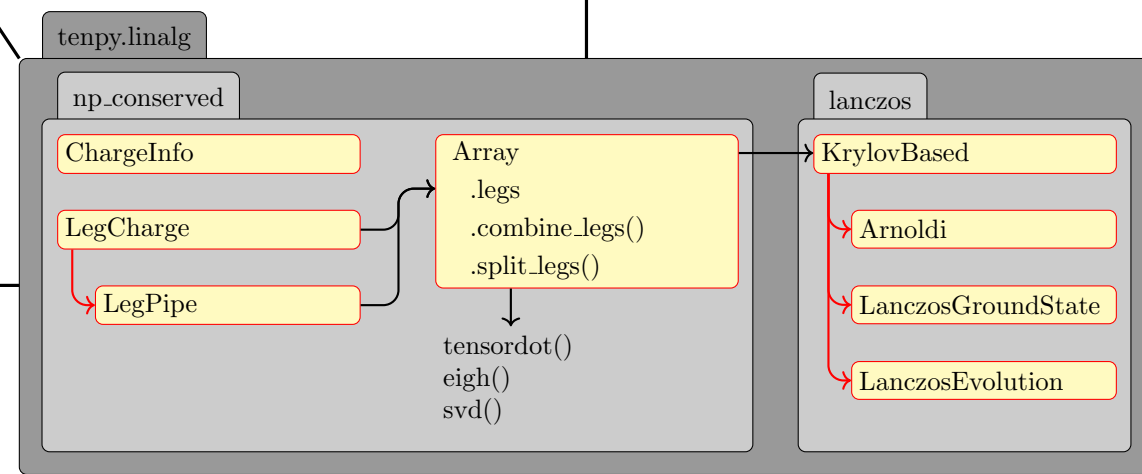 tenpy.linalg
np_conserved
ChargeInfo
LegCharge
LegPipe
Array
.legs
.combine_legs()
.split_legs()
tensordot()
eigh()
svd()
lanczos
KrylovBased
Arnoldi
LanczosGroundState
LanczosEvolution